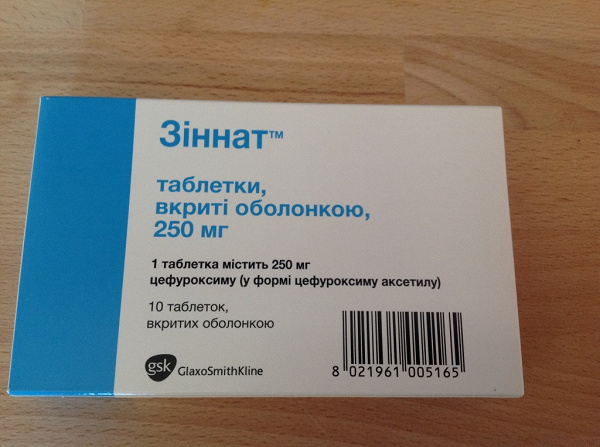 Зіннат™
таблетки,
вкриті оболонкою,
250 мг
1 таблетка містить 250 мг
цефуроксиму (у формі цефуроксиму аксетилу)
10 таблеток,
вкритих оболонкою
gsk GlaxoSmithKline
8 021961 005165